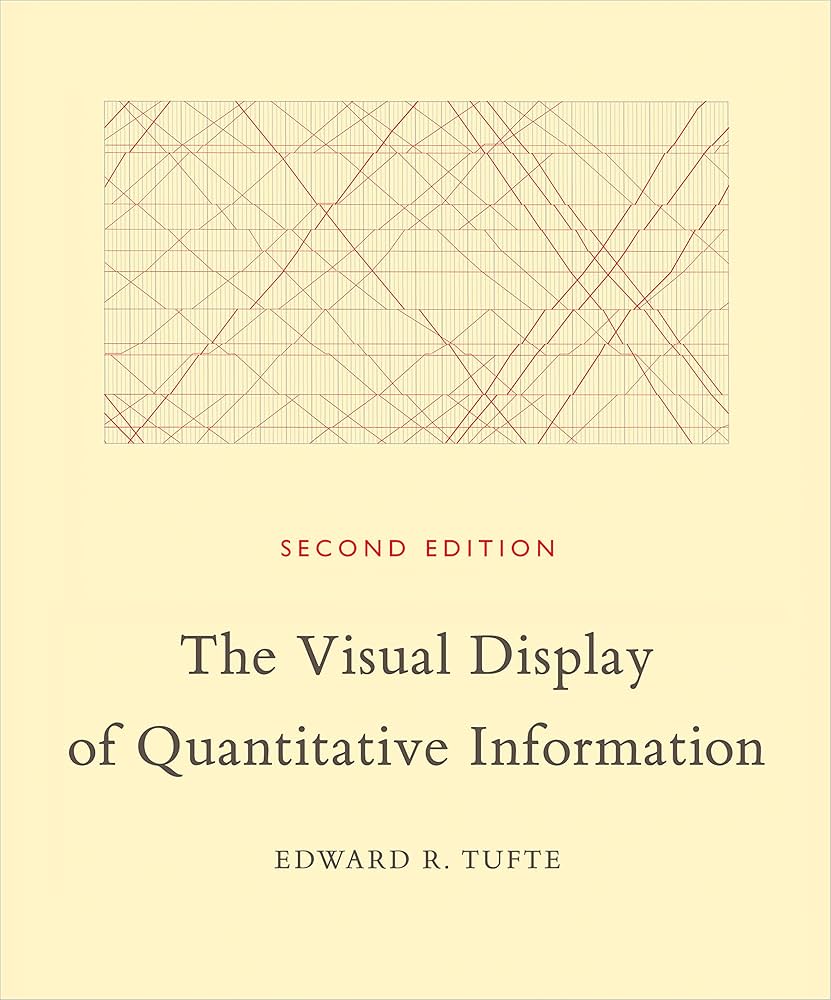 SECOND EDITION
The Visual Display
of Quantitative Information
EDWARD R. TUFTE